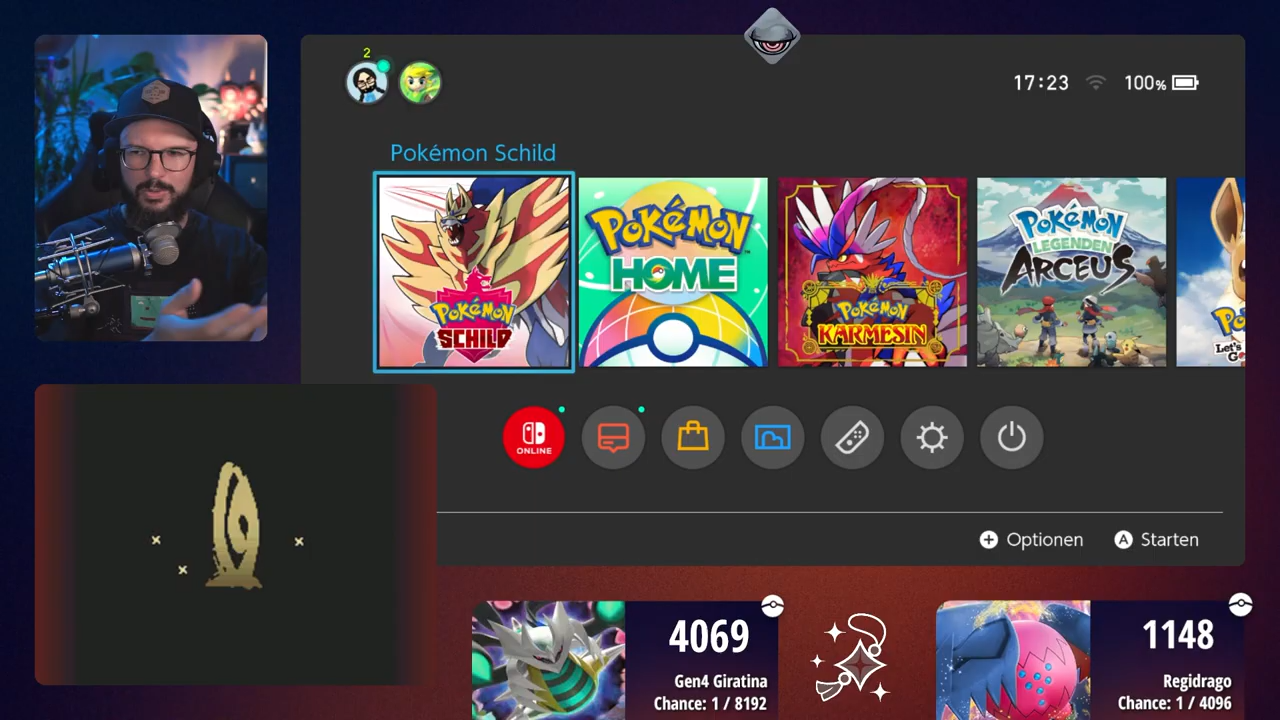 2
17:23
100%
Pokémon Schild
POKÉMON
SCHILD
POKÉMON
HOME
POKÉMON
KARMESIN
POKÉMON
LEGENDEN
ARCEUS
Let's
ONLINE
Optionen
A Starten
4069
Gen4 Giratina
Chance: 1 / 8192
1148
Regidrago
Chance: 1 / 4096